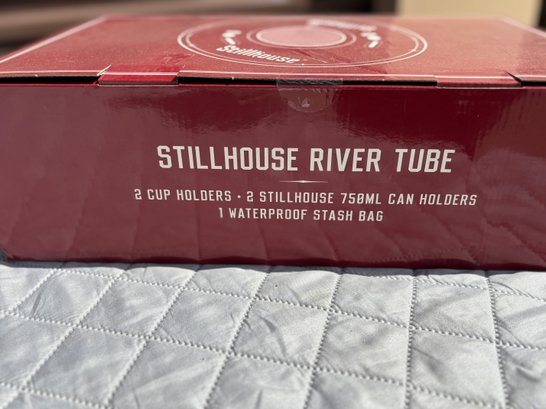 Stillhouse
STILLHOUSE RIVER TUBE
2 CUP HOLDERS • 2 STILLHOUSE 750ML CAN HOLDERS
1 WATERPROOF STASH BAG